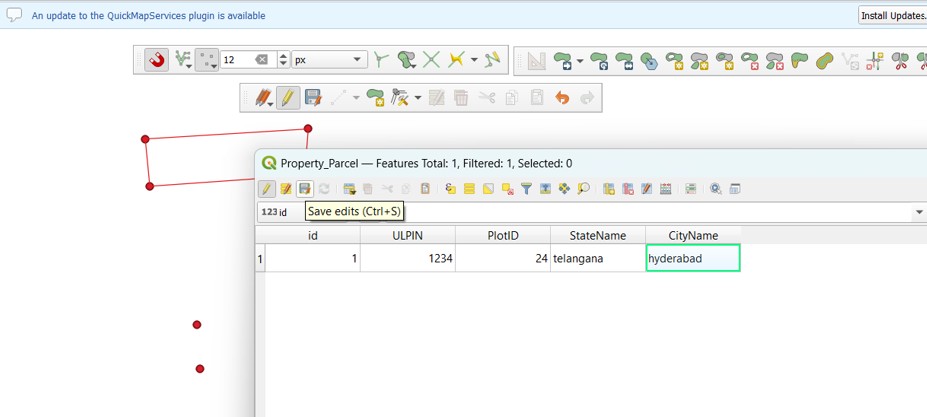 An update to the QuickMapServices plugin is available
Install Updates.
12
px
Property_Parcel — Features Total: 1, Filtered: 1, Selected: 0
123 id
Save edits (Ctrl+S)
id ULPIN PlotID StateName CityName
1 1 1234 24 telangana hyderabad